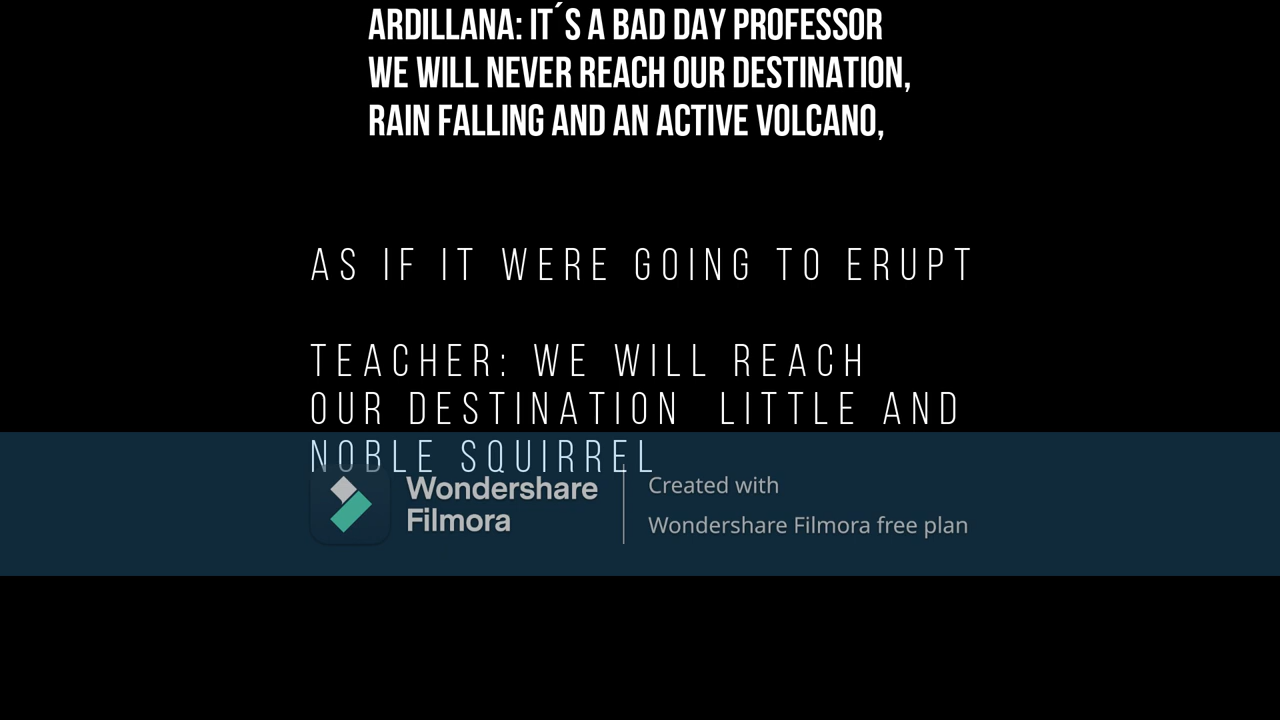 ARDILLANA: IT´S A BAD DAY PROFESSOR
WE WILL NEVER REACH OUR DESTINATION,
RAIN FALLING AND AN ACTIVE VOLCANO,
AS IF IT WERE GOING TO ERUPT
TEACHER: WE WILL REACH
OUR DESTINATION  LITTLE AND
NOBLE SQUIRREL
Wondershare
Filmora
Created with
Wondershare Filmora free plan